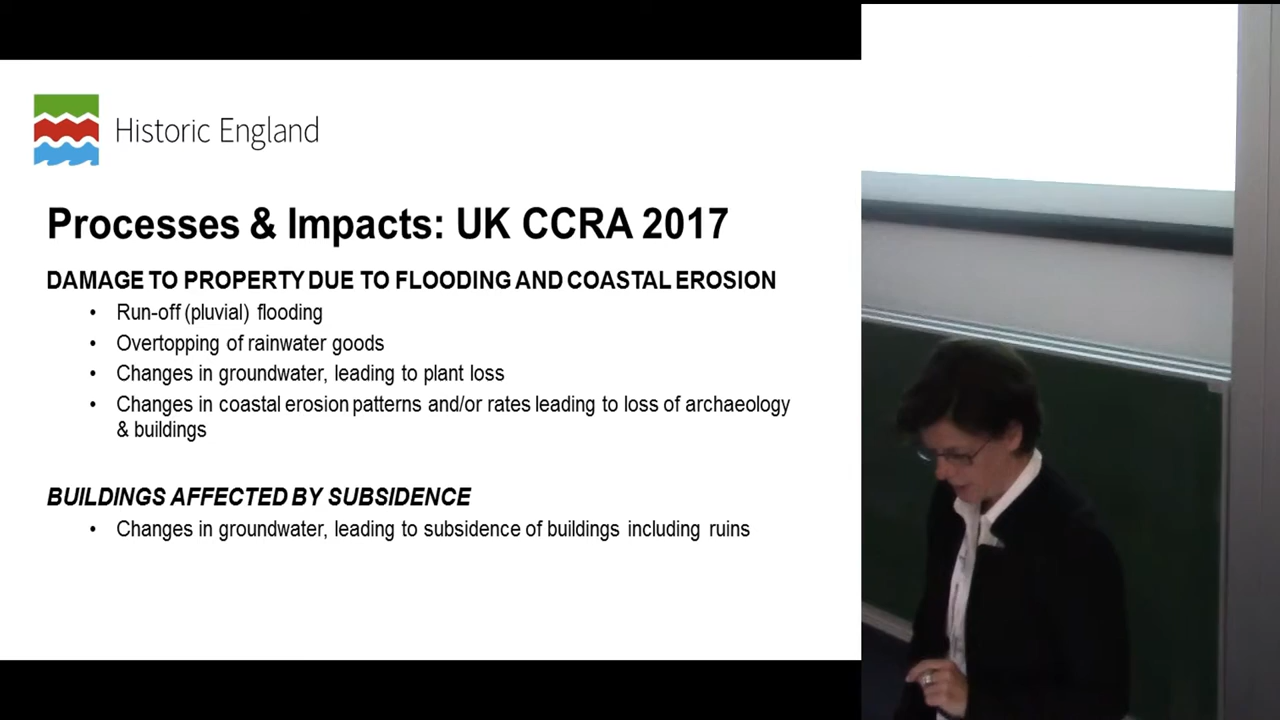 Historic England
Processes & Impacts: UK CCRA 2017
DAMAGE TO PROPERTY DUE TO FLOODING AND COASTAL EROSION
• Run-off (pluvial) flooding
• Overtopping of rainwater goods
• Changes in groundwater, leading to plant loss
• Changes in coastal erosion patterns and/or rates leading to loss of archaeology
& buildings
BUILDINGS AFFECTED BY SUBSIDENCE
• Changes in groundwater, leading to subsidence of buildings including ruins